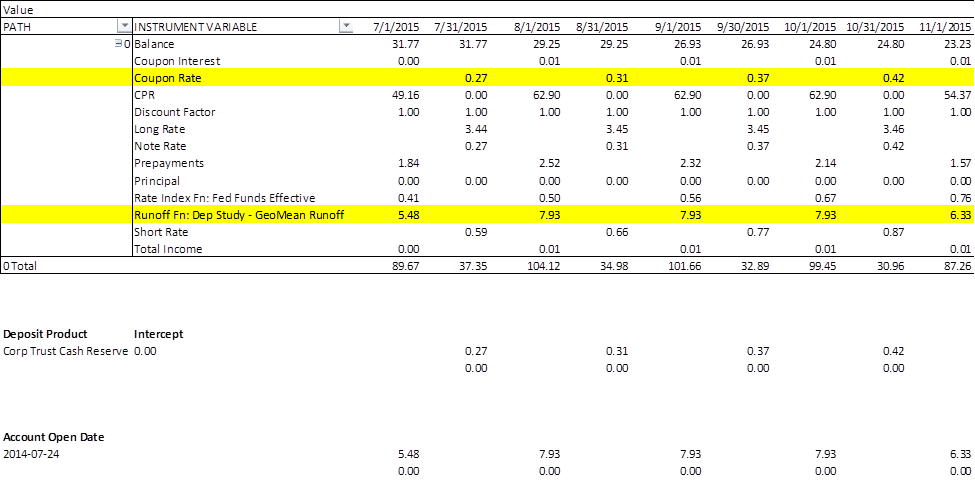 Value
PATH INSTRUMENT VARIABLE 7/1/2015 7/31/2015 8/1/2015 8/31/2015 9/1/2015 9/30/2015 10/1/2015 10/31/2015 11/1/2015
0 Balance 31.77 31.77 29.25 29.25 26.93 26.93 24.80 24.80 23.23
Coupon Interest 0.00 0.01 0.01 0.01 0.01
Coupon Rate 0.27 0.31 0.37 0.42
CPR 49.16 0.00 62.90 0.00 62.90 0.00 62.90 0.00 54.37
Discount Factor 1.00 1.00 1.00 1.00 1.00 1.00 1.00 1.00 1.00
Long Rate 3.44 3.45 3.45 3.46
Note Rate 0.27 0.31 0.37 0.42
Prepayments 1.84 2.52 2.32 2.14 1.57
Principal 0.00 0.00 0.00 0.00 0.00 0.00 0.00 0.00 0.00
Rate Index Fn: Fed Funds Effective 0.41 0.50 0.56 0.67 0.76
Runoff Fn: Dep Study - GeoMean Runoff 5.48 7.93 7.93 7.93 6.33
Short Rate 0.59 0.66 0.77 0.87
Total Income 0.00 0.01 0.01 0.01 0.01
0 Total 89.67 37.35 104.12 34.98 101.66 32.89 99.45 30.96 87.26
Deposit Product Intercept
Corp Trust Cash Reserve 0.00 0.27 0.31 0.37 0.42
0.00 0.00 0.00 0.00
Account Open Date
2014-07-24 5.48 7.93 7.93 7.93 6.33
0.00 0.00 0.00 0.00 0.00